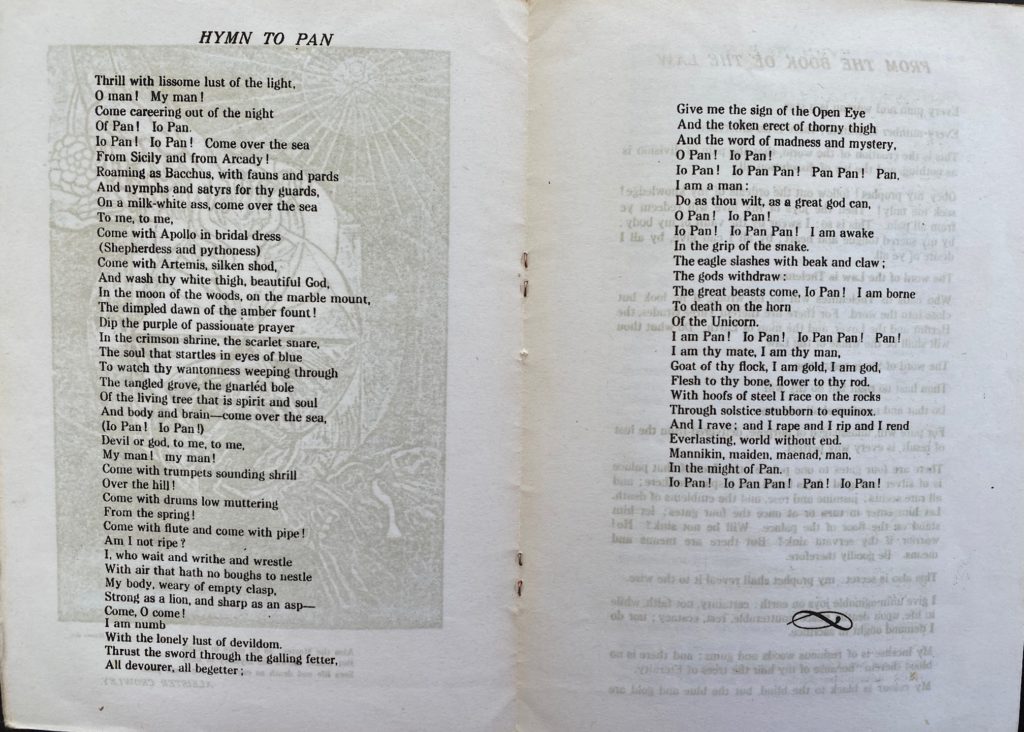 HYMN TO PAN
Thrill with lissome lust of the light,
O man! My man!
Come careering out of the night
Of Pan! Io Pan.
Io Pan! Io Pan! Come over the sea
From Sicily and from Arcady!
Roaming as Bacchus, with fauns and pards
And nymphs and satyrs for thy guards,
On a milk-white ass, come over the sea
To me, to me,
Come with Apollo in bridal dress
(Shepherdess and pythoness)
Come with Artemis, silken shod,
And wash thy white thigh, beautiful God,
In the moon of the woods, on the marble mount,
The dimpled dawn of the amber fount!
Dip the purple of passionate prayer
In the crimson shrine, the scarlet snare,
The soul that startles in eyes of blue
To watch thy wantonness weeping through
The tangled grove, the gnarléd bole
Of the living tree that is spirit and soul
And body and brain—come over the sea,
(Io Pan! Io Pan!)
Devil or god, to me, to me,
My man! my man!
Come with trumpets sounding shrill
Over the hill!
Come with drums low muttering
From the spring!
Come with flute and come with pipe!
Am I not ripe?
I, who wait and writhe and wrestle
With air that hath no boughs to nestle
My body, weary of empty clasp,
Strong as a lion, and sharp as an asp—
Come, O come!
I am numb
With the lonely lust of devildom.
Thrust the sword through the galling fetter,
All devourer, all begetter;
Give me the sign of the Open Eye
And the token erect of thorny thigh
And the word of madness and mystery,
O Pan! Io Pan!
Io Pan! Io Pan Pan! Pan Pan! Pan,
I am a man:
Do as thou wilt, as a great god can,
O Pan! Io Pan!
Io Pan! Io Pan Pan! I am awake
In the grip of the snake.
The eagle slashes with beak and claw;
The gods withdraw:
The great beasts come, Io Pan! I am borne
To death on the horn
Of the Unicorn.
I am Pan! Io Pan! Io Pan Pan! Pan!
I am thy mate, I am thy man,
Goat of thy flock, I am gold, I am god,
Flesh to thy bone, flower to thy rod.
With hoofs of steel I race on the rocks
Through solstice stubborn to equinox.
And I rave; and I rape and I rip and I rend
Everlasting, world without end.
Mannikin, maiden, maenad, man,
In the might of Pan.
Io Pan! Io Pan Pan! Pan! Io Pan!